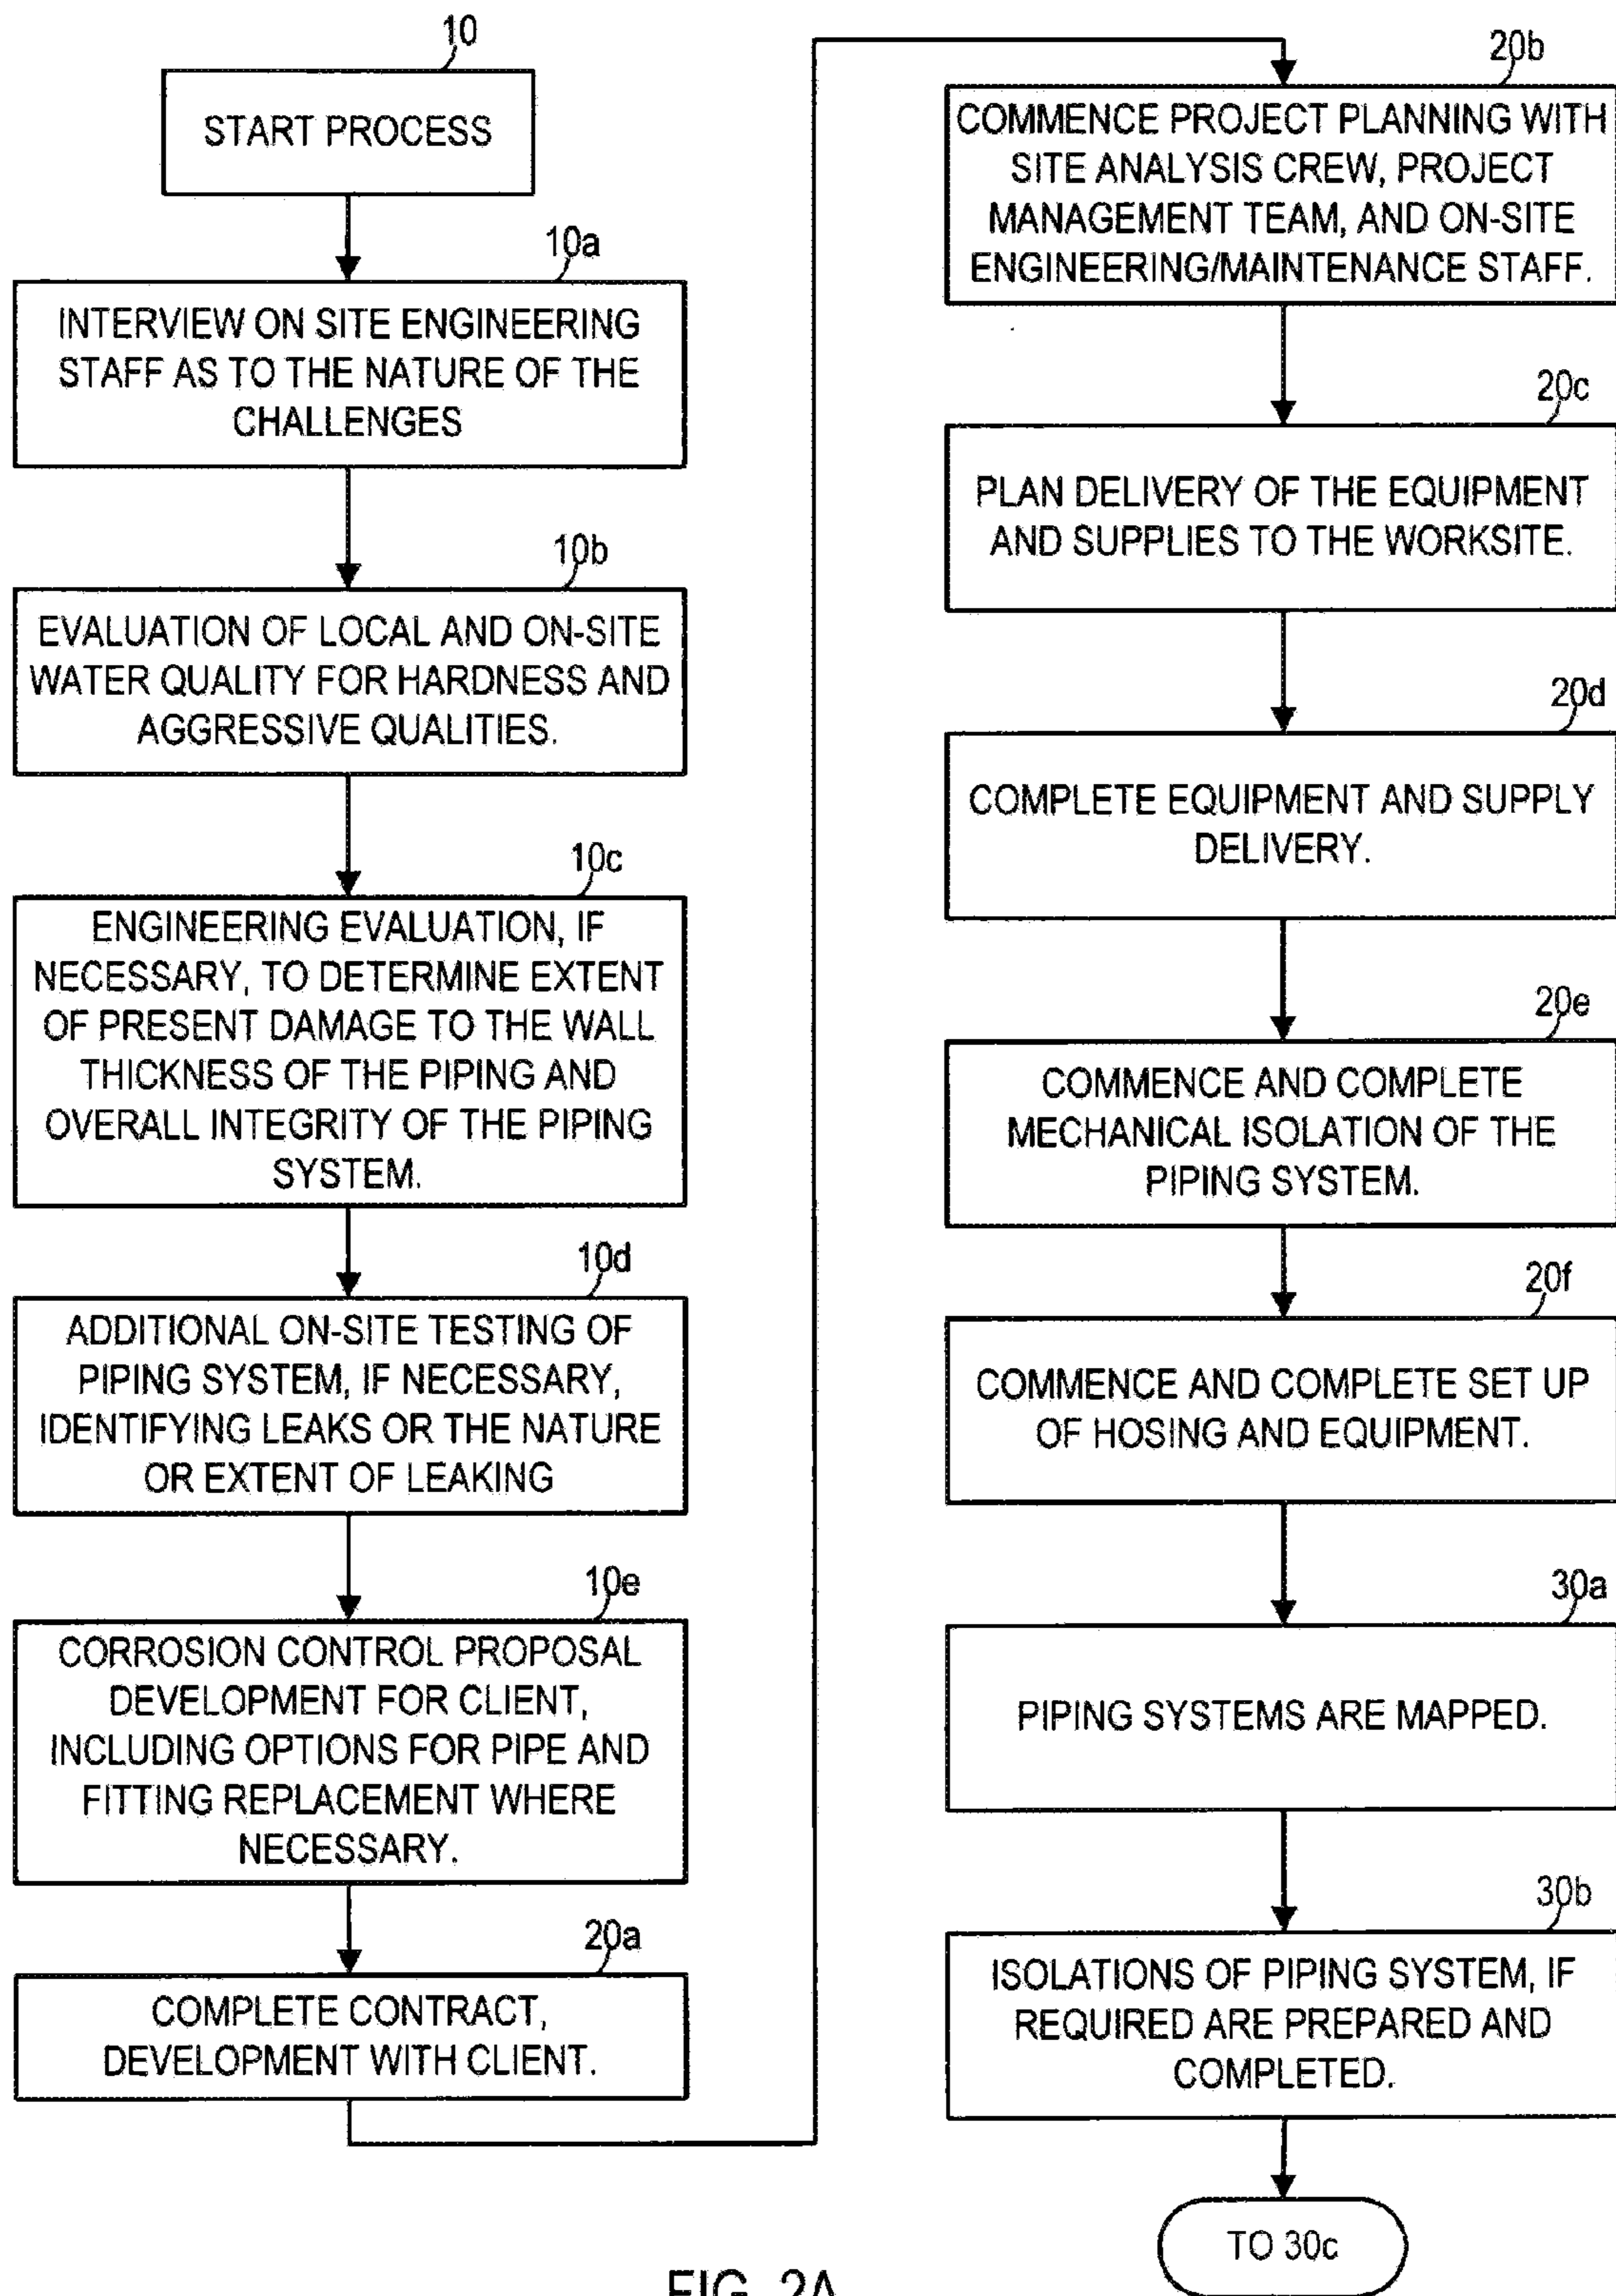 10
START PROCESS
10a
INTERVIEW ON SITE ENGINEERING
STAFF AS TO THE NATURE OF THE
CHALLENGES
10b
EVALUATION OF LOCAL AND ON-SITE
WATER QUALITY FOR HARDNESS AND
AGGRESSIVE QUALITIES.
10c
ENGINEERING EVALUATION, IF
NECESSARY, TO DETERMINE EXTENT
OF PRESENT DAMAGE TO THE WALL
THICKNESS OF THE PIPING AND
OVERALL INTEGRITY OF THE PIPING
SYSTEM.
10d
ADDITIONAL ON-SITE TESTING OF
PIPING SYSTEM, IF NECESSARY,
IDENTIFYING LEAKS OR THE NATURE
OR EXTENT OF LEAKING
10e
CORROSION CONTROL PROPOSAL
DEVELOPMENT FOR CLIENT,
INCLUDING OPTIONS FOR PIPE AND
FITTING REPLACEMENT WHERE
NECESSARY.
20a
COMPLETE CONTRACT,
DEVELOPMENT WITH CLIENT.
20b
COMMENCE PROJECT PLANNING WITH
SITE ANALYSIS CREW, PROJECT
MANAGEMENT TEAM, AND ON-SITE
ENGINEERING/MAINTENANCE STAFF.
20c
PLAN DELIVERY OF THE EQUIPMENT
AND SUPPLIES TO THE WORKSITE.
20d
COMPLETE EQUIPMENT AND SUPPLY
DELIVERY.
20e
COMMENCE AND COMPLETE
MECHANICAL ISOLATION OF THE
PIPING SYSTEM.
20f
COMMENCE AND COMPLETE SET UP
OF HOSING AND EQUIPMENT.
30a
PIPING SYSTEMS ARE MAPPED.
30b
ISOLATIONS OF PIPING SYSTEM, IF
REQUIRED ARE PREPARED AND
COMPLETED.
TO 30c
FIG. 2A